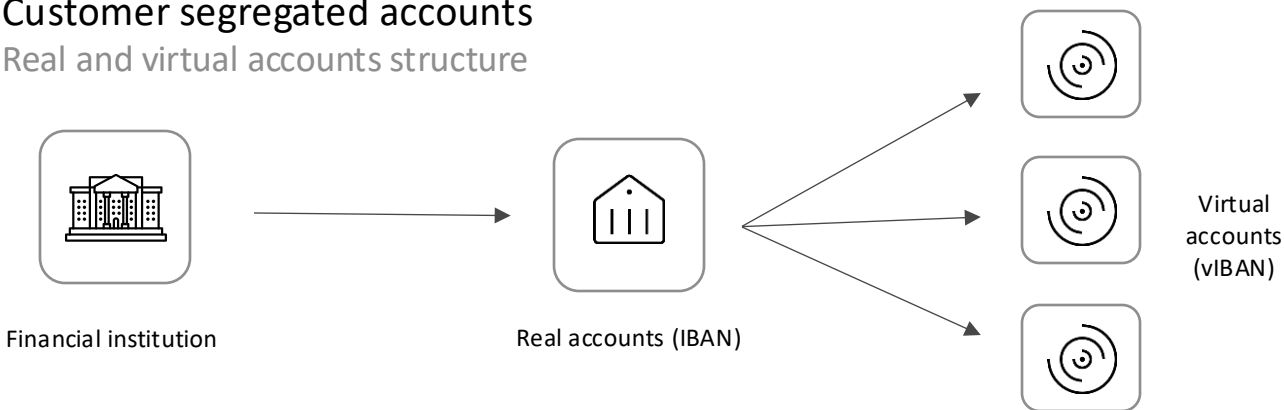 Customer segregated accounts
Real and virtual accounts structure
Financial institution
Real accounts (IBAN)
Virtual
accounts
(vIBAN)